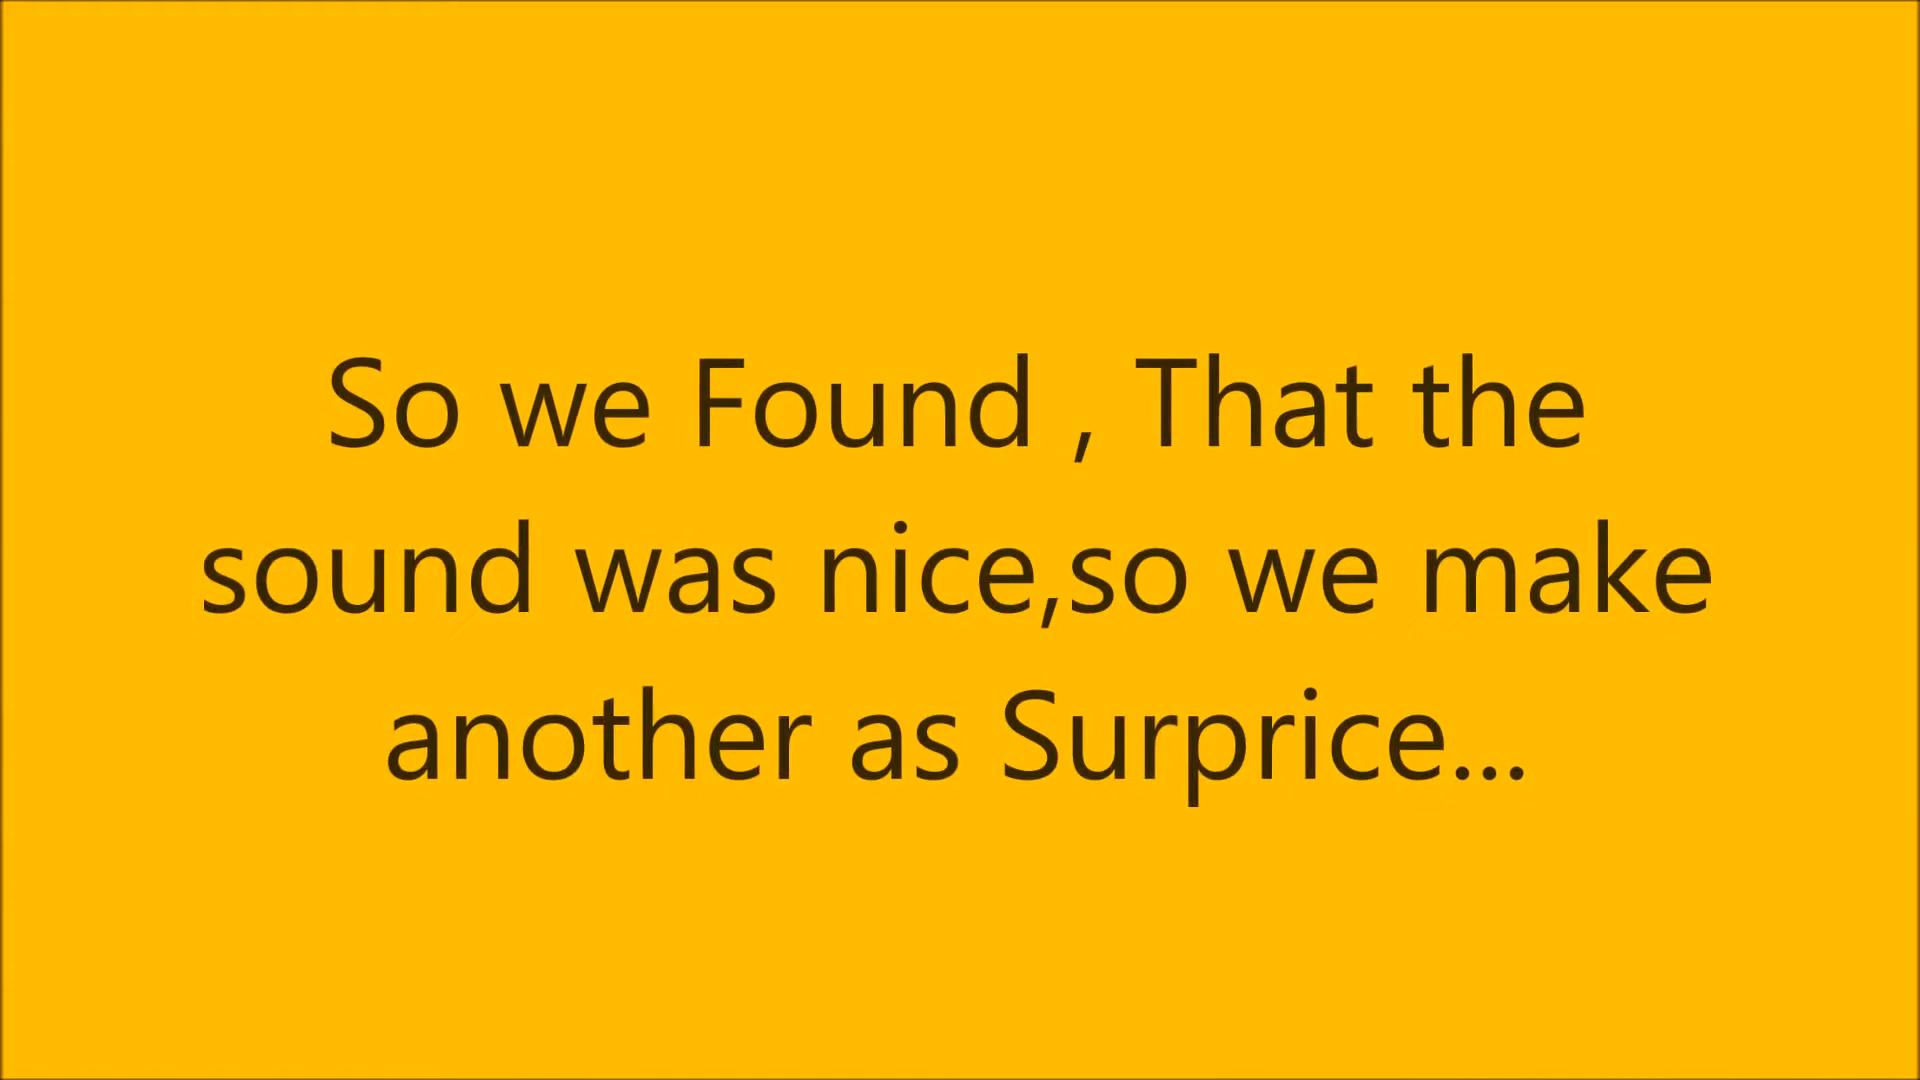 So we Found , That the
sound was nice,so we make
another as Surprice...